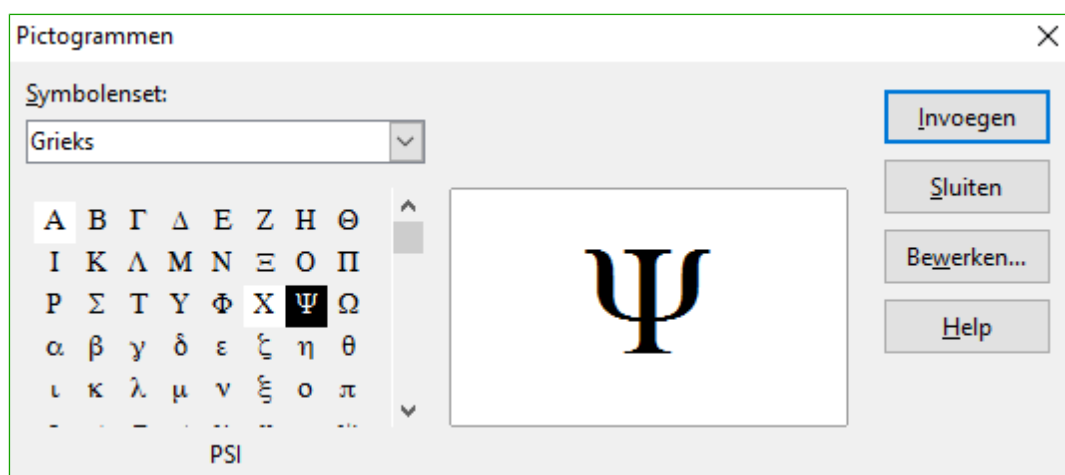 Pictogrammen
Symbolenset:
Grieks
Α Β Γ Δ Ε Ζ Η Θ
Ι Κ Λ Μ Ν Ξ Ο Π
Ρ Σ Τ Υ Φ Χ Ψ Ω
α β γ δ ε ζ η θ
ι κ λ μ ν ξ ο π
PSI
Ψ
Invoegen
Sluiten
Bewerken...
Help